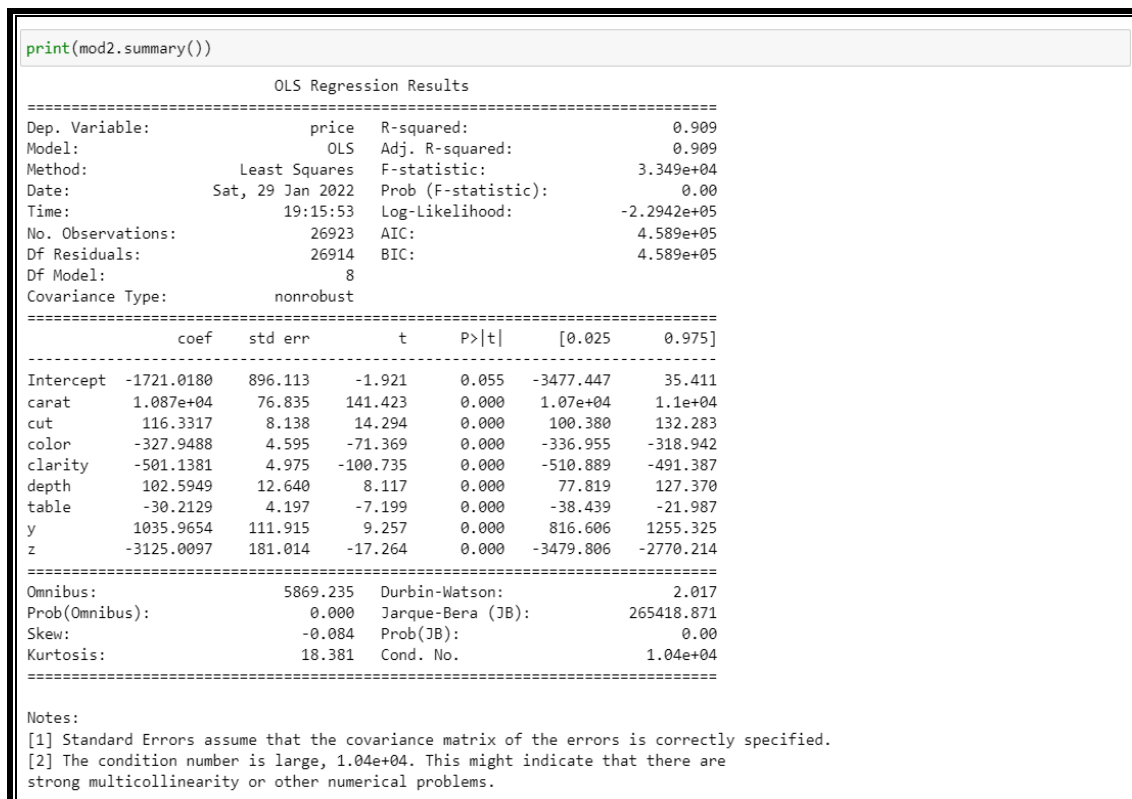 print(mod2.summary())
OLS Regression Results
==============================================================================
Dep. Variable: price R-squared: 0.909
Model: OLS Adj. R-squared: 0.909
Method: Least Squares F-statistic: 3.349e+04
Date: Sat, 29 Jan 2022 Prob (F-statistic): 0.00
Time: 19:15:53 Log-Likelihood: -2.2942e+05
No. Observations: 26923 AIC: 4.589e+05
Df Residuals: 26914 BIC: 4.589e+05
Df Model: 8
Covariance Type: nonrobust
==============================================================================
coef std err t P>|t| [0.025 0.975]
------------------------------------------------------------------------------
Intercept -1721.0180 896.113 -1.921 0.055 -3477.447 35.411
carat 1.087e+04 76.835 141.423 0.000 1.07e+04 1.1e+04
cut 116.3317 8.138 14.294 0.000 100.380 132.283
color -327.9488 4.595 -71.369 0.000 -336.955 -318.942
clarity -501.1381 4.975 -100.735 0.000 -510.889 -491.387
depth 102.5949 12.640 8.117 0.000 77.819 127.370
table -30.2129 4.197 -7.199 0.000 -38.439 -21.987
y 1035.9654 111.915 9.257 0.000 816.606 1255.325
z -3125.0097 181.014 -17.264 0.000 -3479.806 -2770.214
==============================================================================
Omnibus: 5869.235 Durbin-Watson: 2.017
Prob(Omnibus): 0.000 Jarque-Bera (JB): 265418.871
Skew: -0.084 Prob(JB): 0.00
Kurtosis: 18.381 Cond. No. 1.04e+04
==============================================================================
Notes:
[1] Standard Errors assume that the covariance matrix of the errors is correctly specified.
[2] The condition number is large, 1.04e+04. This might indicate that there are
strong multicollinearity or other numerical problems.